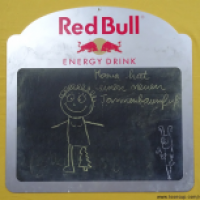 Red Bull
ENERGY DRINK
Mama hat
einen neuen